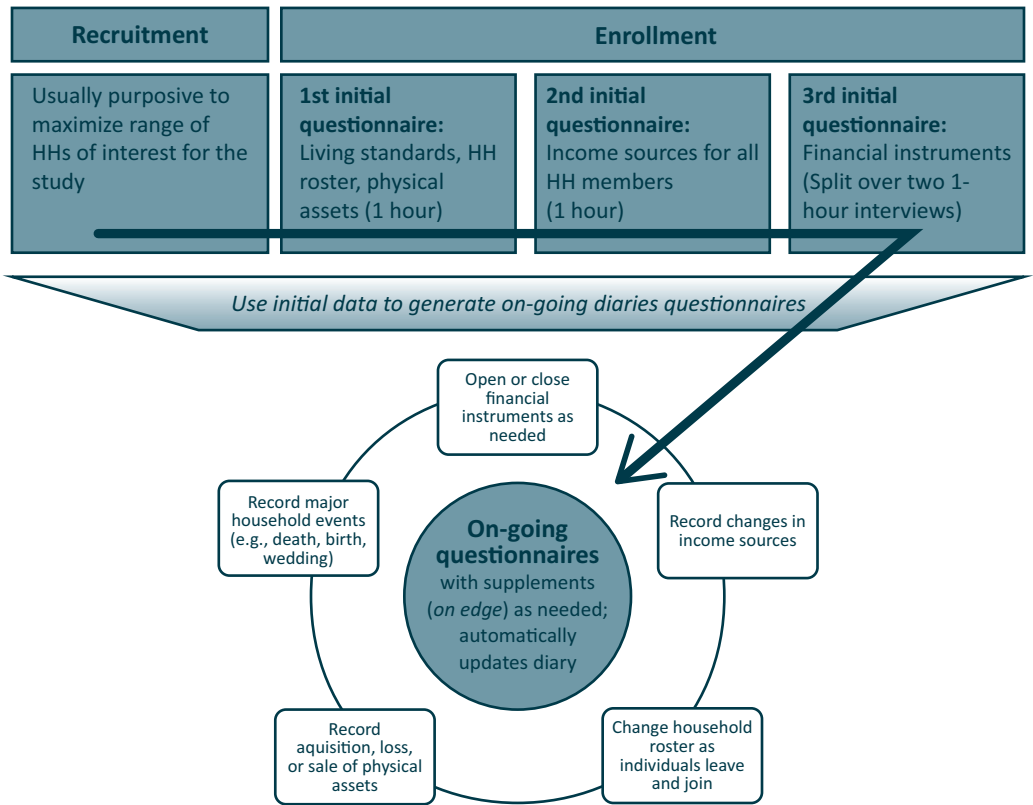 Recruitment
Enrollment
Usually purposive to
maximize range of
HHs of interest for the
study
1st initial
questionnaire:
Living standards, HH
roster, physical
assets (1 hour)
2nd initial
questionnaire:
Income sources for all
HH members
(1 hour)
3rd initial
questionnaire:
Financial instruments
(Split over two 1-
hour interviews)
Use initial data to generate on-going diaries questionnaires
Open or close
financial
instruments as
needed
Record major
household events
(e.g., death, birth,
wedding)
Record changes in
income sources
On-going
questionnaires
with supplements
(on edge) as needed;
automatically
updates diary
Record
aquisition, loss,
or sale of physical
assets
Change household
roster as
individuals leave
and join